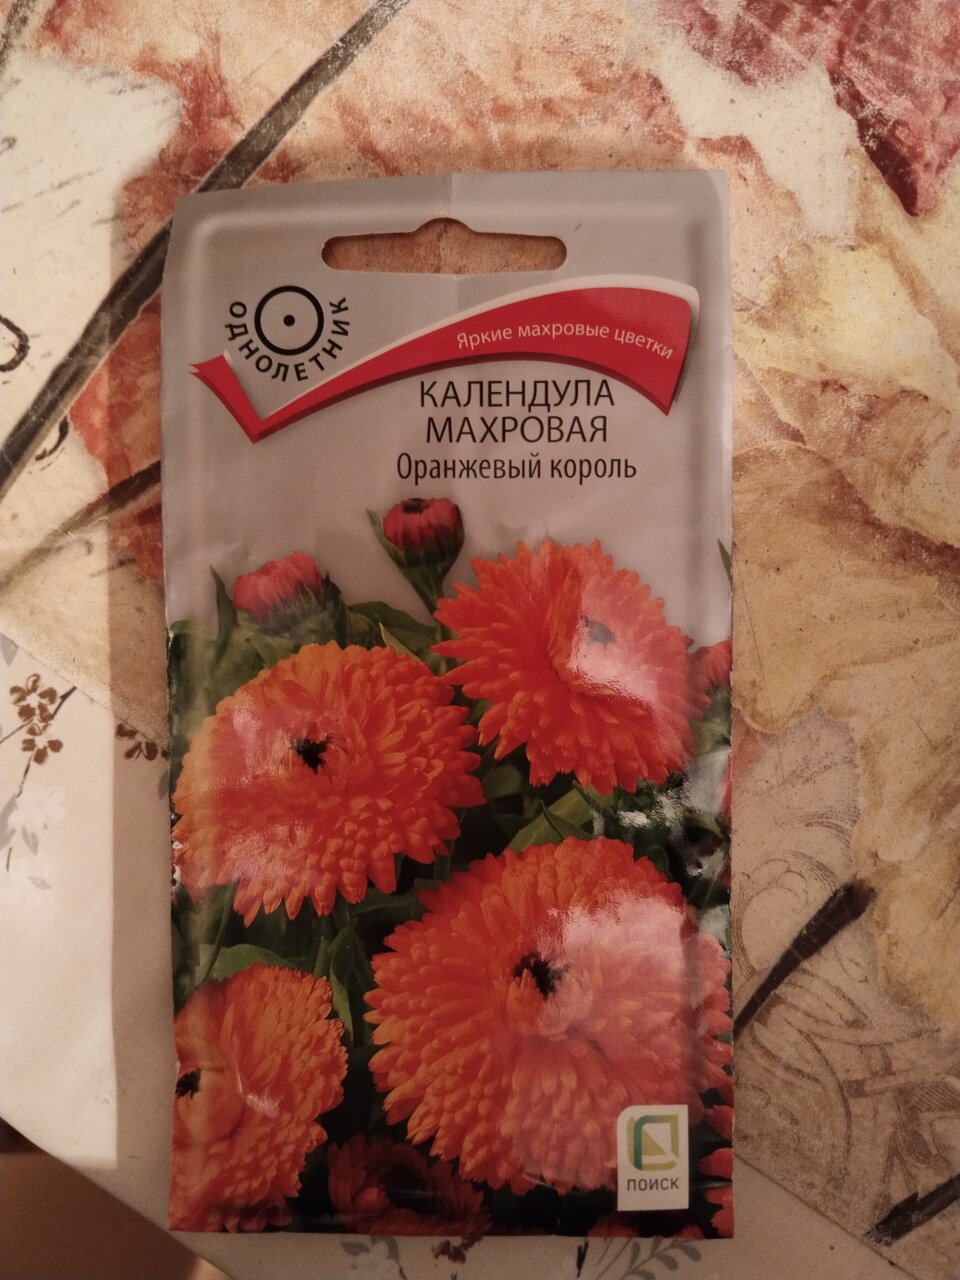 ОДНОЛЕТНИК
Яркие махровые цветки
КАЛЕНДУЛА
МАХРОВАЯ
Оранжевый король
ПОИСК